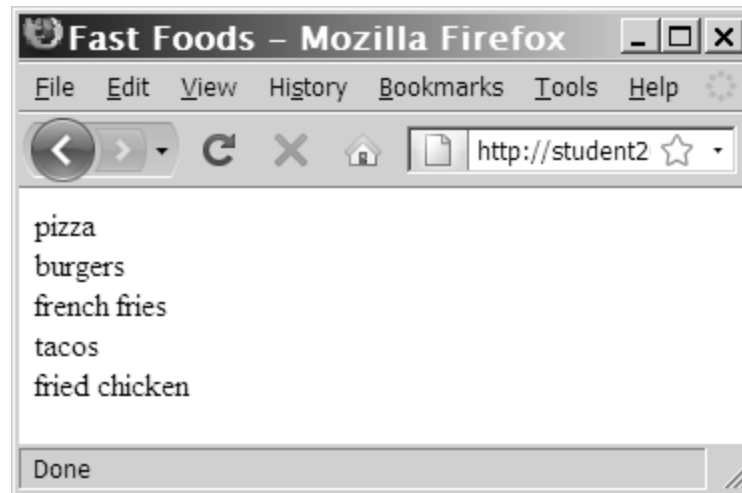 Fast Foods – Mozilla Firefox
File Edit View History Bookmarks Tools Help
http://student2
pizza
burgers
french fries
tacos
fried chicken
Done